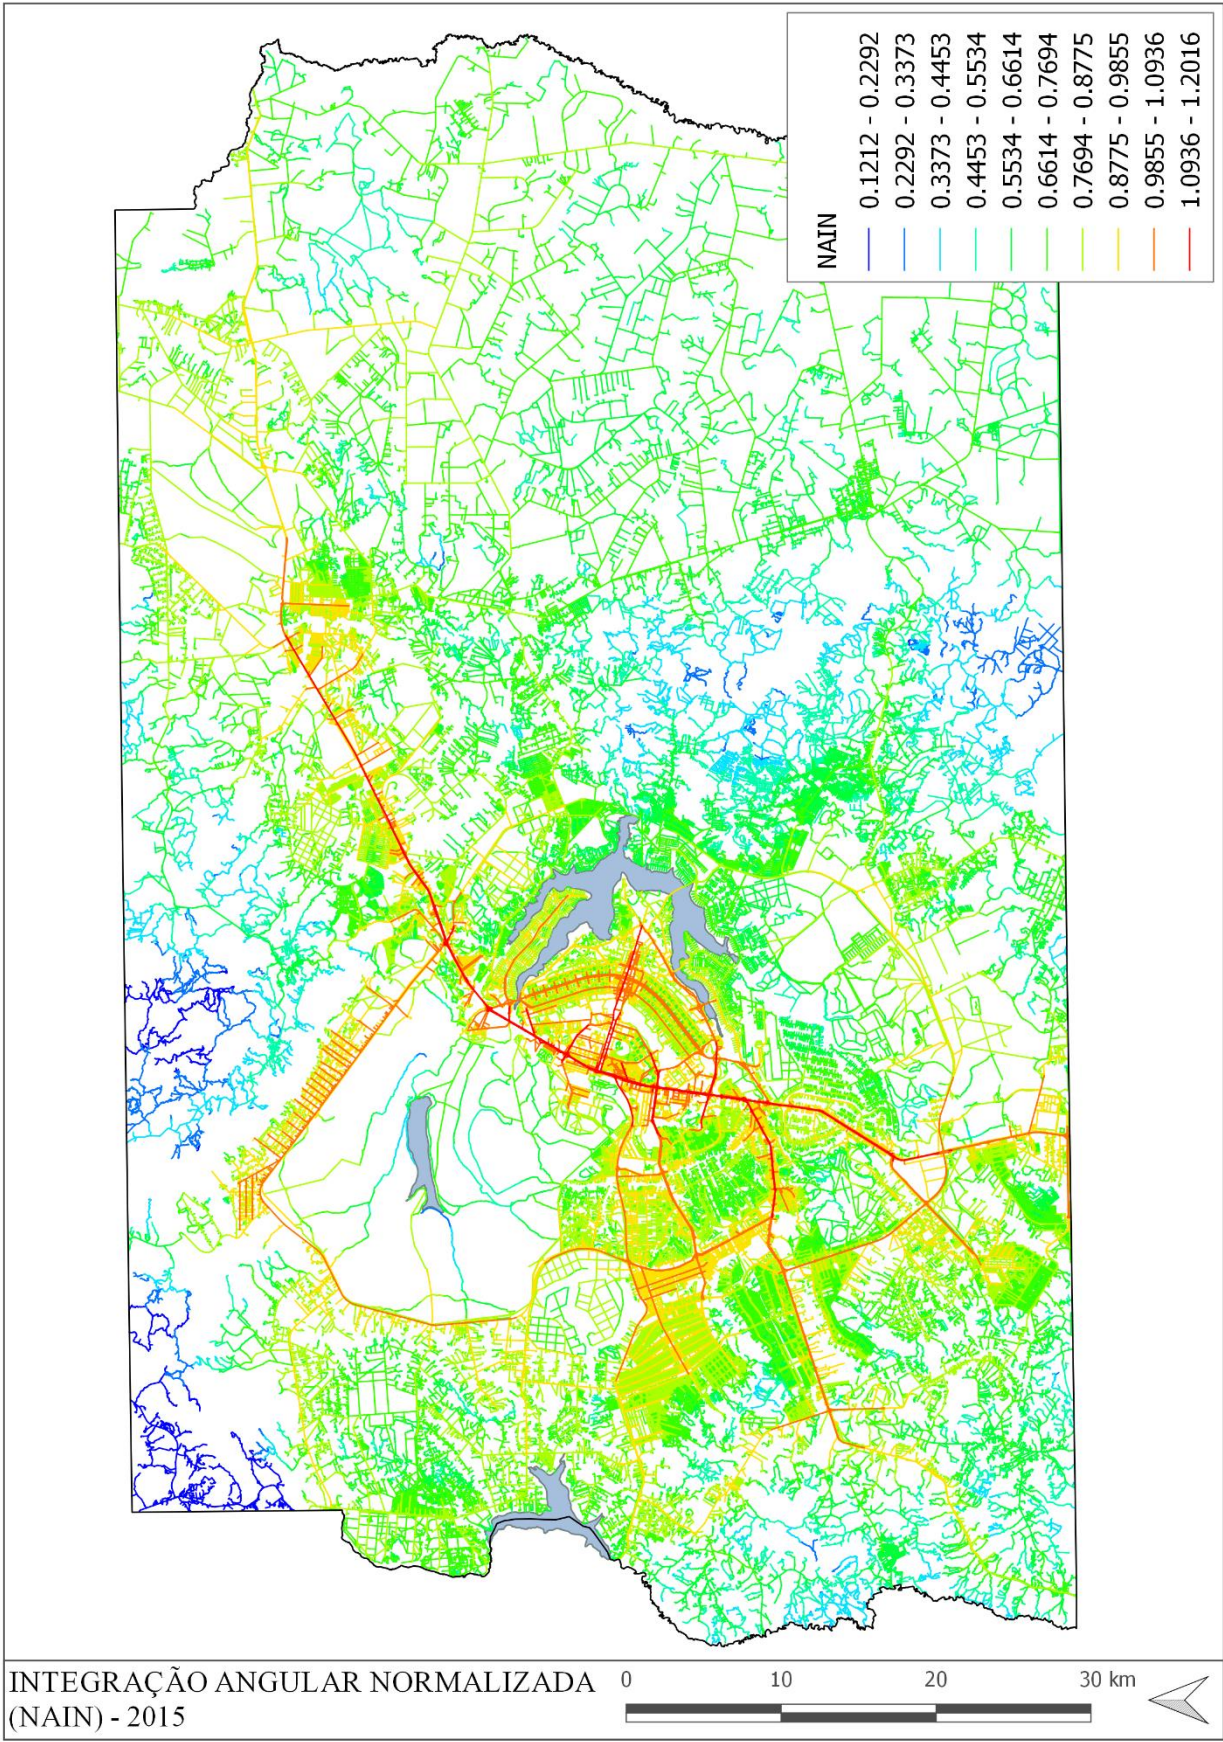 NAIN
0.1212 - 0.2292
0.2292 - 0.3373
0.3373 - 0.4453
0.4453 - 0.5534
0.5534 - 0.6614
0.6614 - 0.7694
0.7694 - 0.8775
0.8775 - 0.9855
0.9855 - 1.0936
1.0936 - 1.2016
INTEGRAÇÃO ANGULAR NORMALIZADA
(NAIN) - 2015
0 10 20 30 km